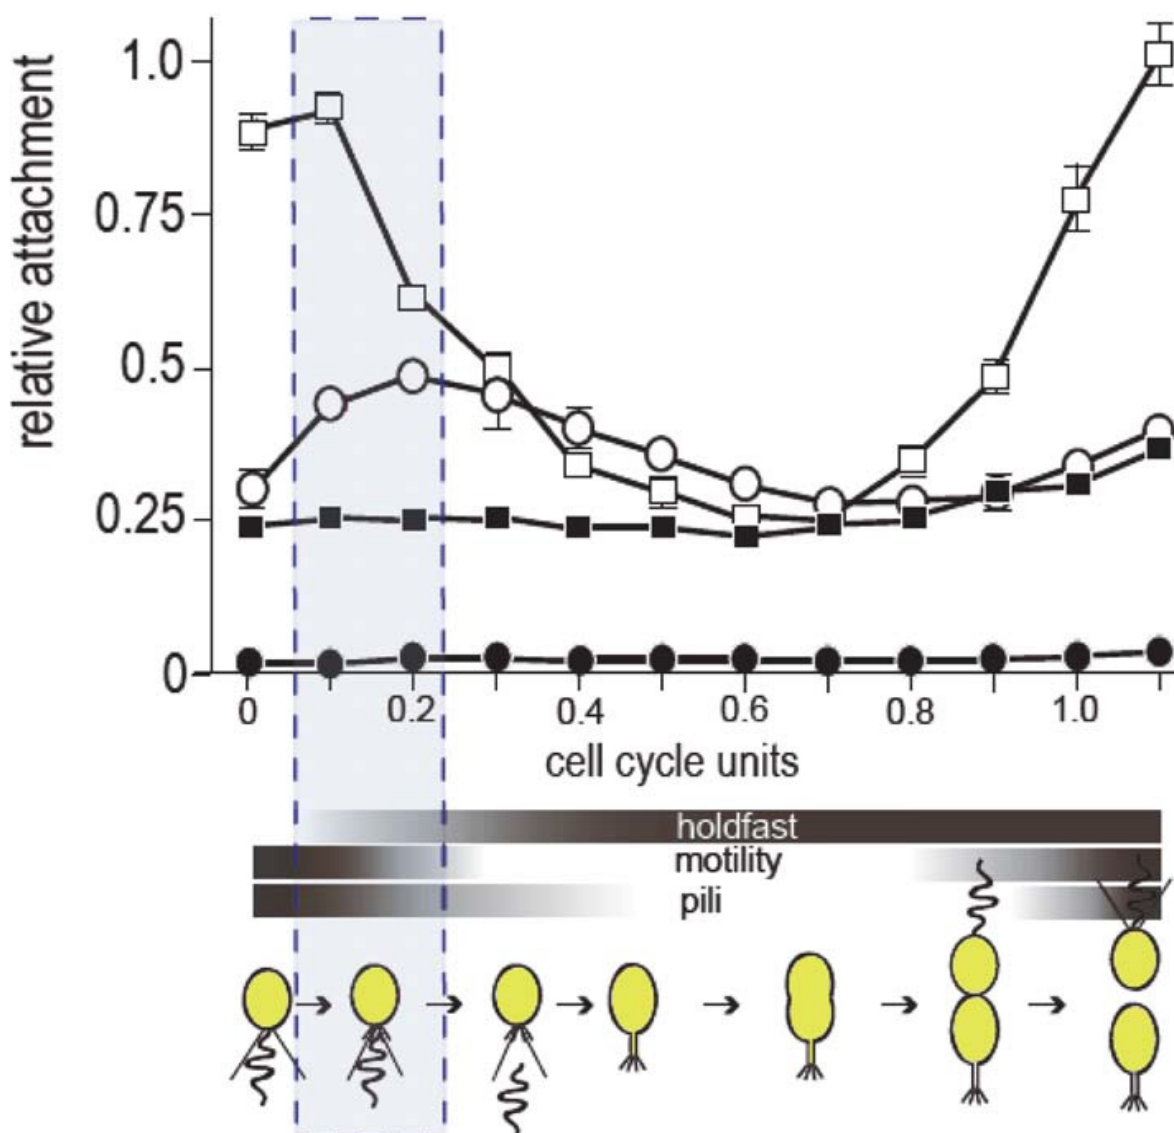 relative attachment
1.0
0.75
0.5
0.25
0
0 0.2 0.4 0.6 0.8 1.0
cell cycle units
holdfast
motility
pili